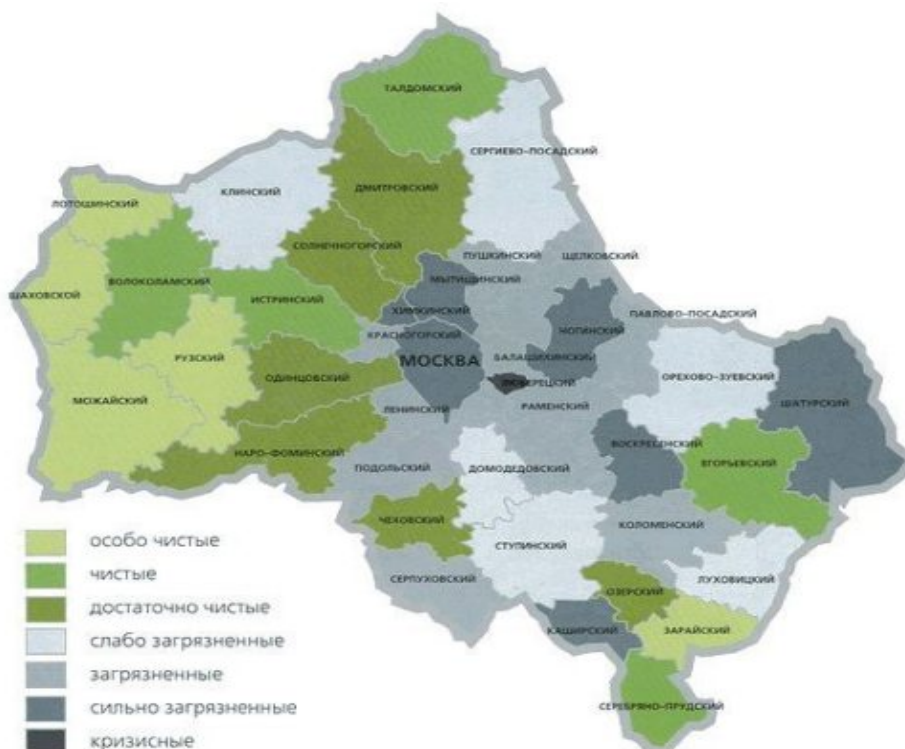 ТАЛДОМСКИЙ
СЕРГИЕВО-ПОСАДСКИЙ
КЛИНСКИЙ
ДМИТРОВСКИЙ
ЛОТОШИНСКИЙ
СОЛНЕЧНОГОРСКИЙ
ПУШКИНСКИЙ
ЩЕЛКОВСКИЙ
ШАХОВСКОЙ
ВОЛОКОЛАМСКИЙ
МЫТИЩИНСКИЙ
ИСТРИНСКИЙ
ХИМКИНСКИЙ
ПАВЛОВО-ПОСАДСКИЙ
КРАСНОГОРСКИЙ
НОГИНСКИЙ
РУЗСКИЙ
МОСКВА
БАЛАШИХИНСКИЙ
ОДИНЦОВСКИЙ
ЛЮБЕРЕЦКИЙ
ОРЕХОВО-ЗУЕВСКИЙ
МОЖАЙСКИЙ
ЛЕНИНСКИЙ
РАМЕНСКИЙ
ШАТУРСКИЙ
ВОСКРЕСЕНСКИЙ
НАРО-ФОМИНСКИЙ
ПОДОЛЬСКИЙ
ДОМОДЕДОВСКИЙ
ЕГОРЬЕВСКИЙ
ЧЕХОВСКИЙ
КОЛОМЕНСКИЙ
СТУПИНСКИЙ
СЕРПУХОВСКИЙ
ЛУХОВИЦКИЙ
ОЗЕРСКИЙ
КАШИРСКИЙ
ЗАРАЙСКИЙ
СЕРЕБРЯНО-ПРУДСКИЙ
особо чистые
чистые
достаточно чистые
слабо загрязненные
загрязненные
сильно загрязненные
кризисные